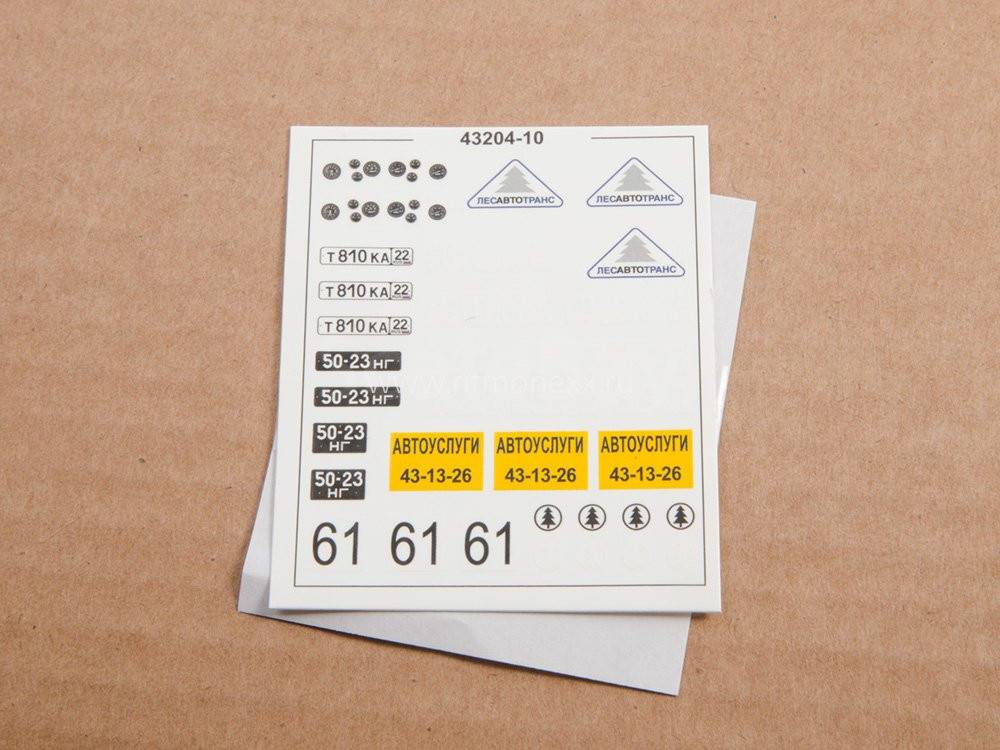 43204-10
ЛЕСАВТОТРАНС
ЛЕСАВТОТРАНС
ЛЕСАВТОТРАНС
Т 810 КА 22
Т 810 КА 22
Т 810 КА 22
50-23 НГ
50-23 НГ
50-23
НГ
50-23
НГ
АВТОУСЛУГИ
43-13-26
АВТОУСЛУГИ
43-13-26
АВТОУСЛУГИ
43-13-26
61 61 61